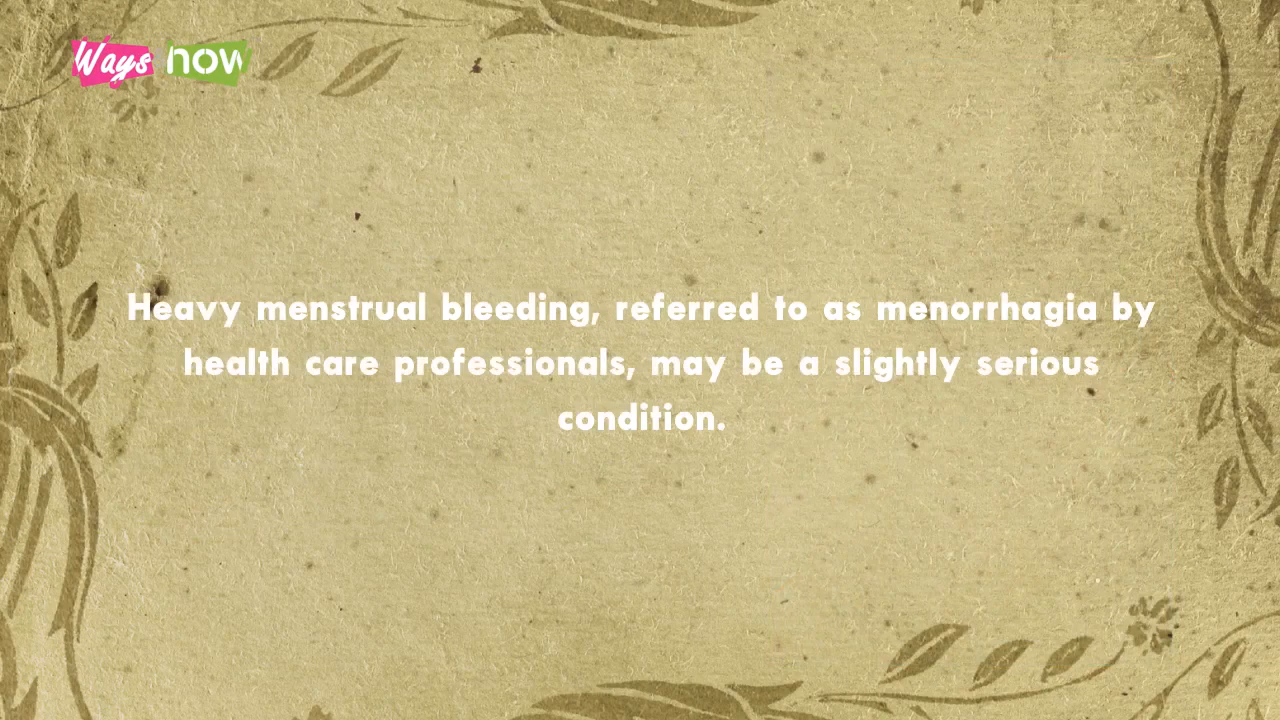 Ways now
Heavy menstrual bleeding, referred to as menorrhagia by
health care professionals, may be a slightly serious
condition.